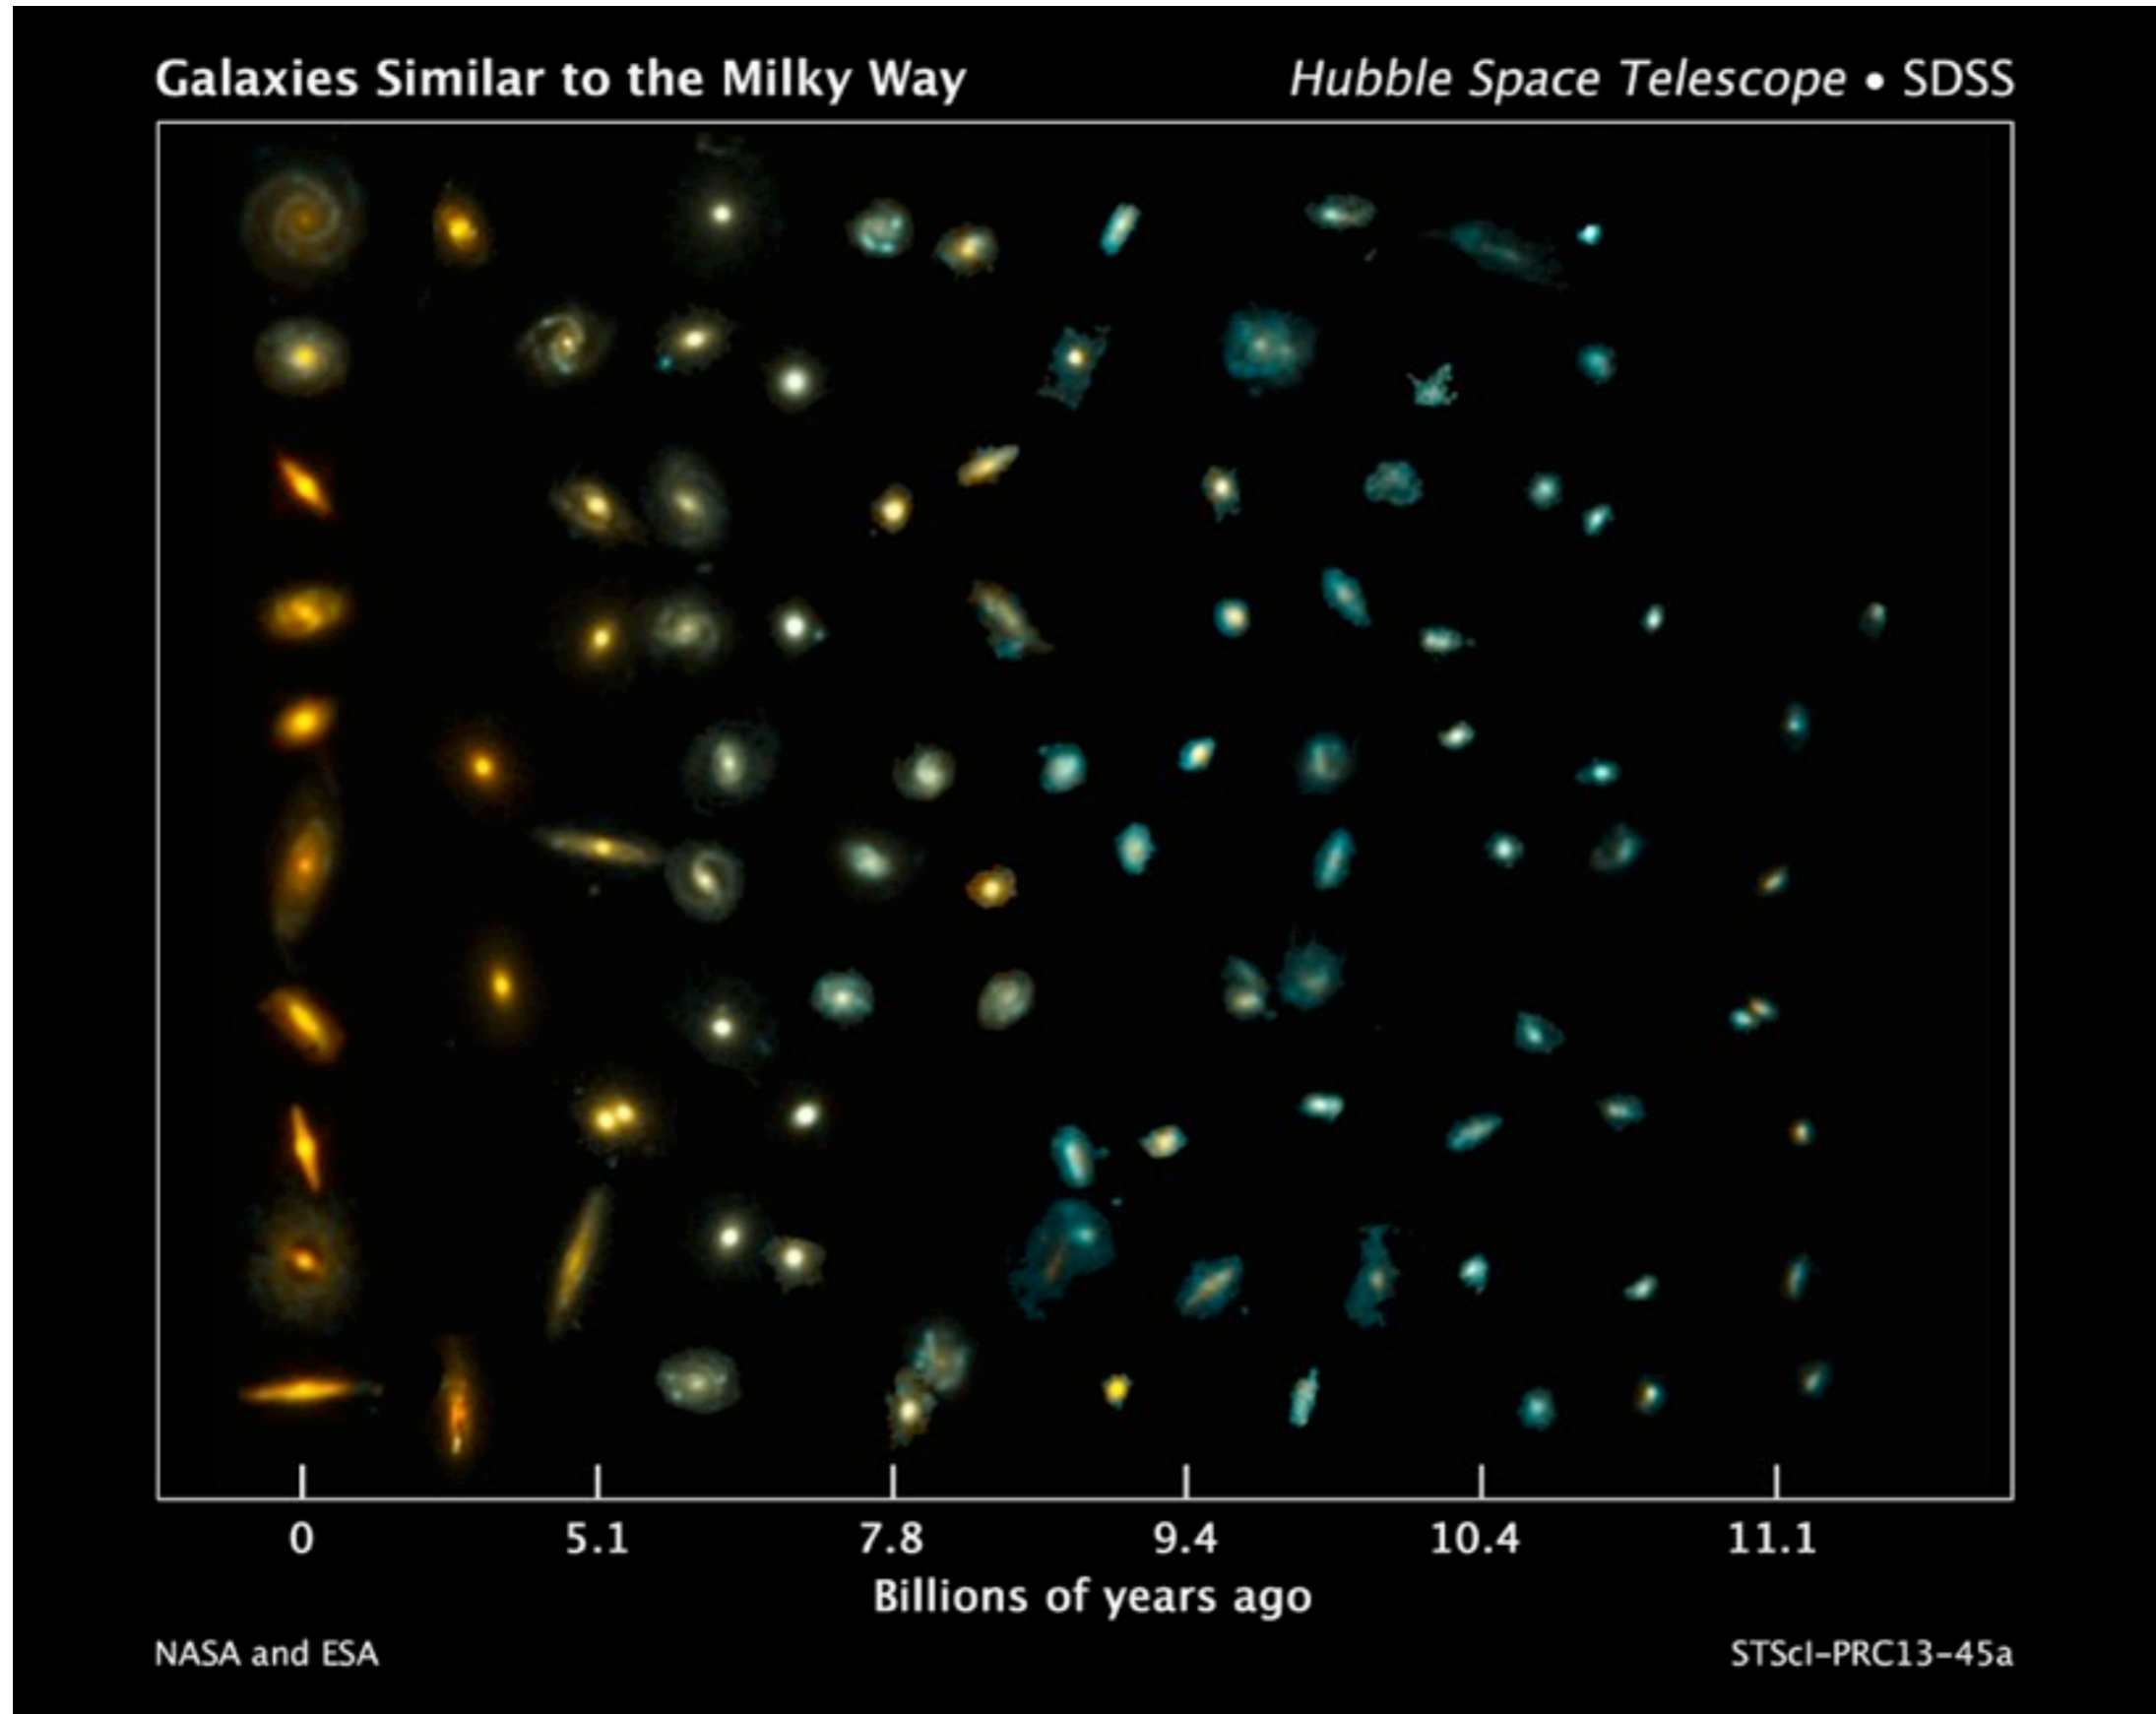 Galaxies Similar to the Milky Way
Hubble Space Telescope • SDSS
0 5.1 7.8 9.4 10.4 11.1
Billions of years ago
NASA and ESA
STScI-PRC13-45a